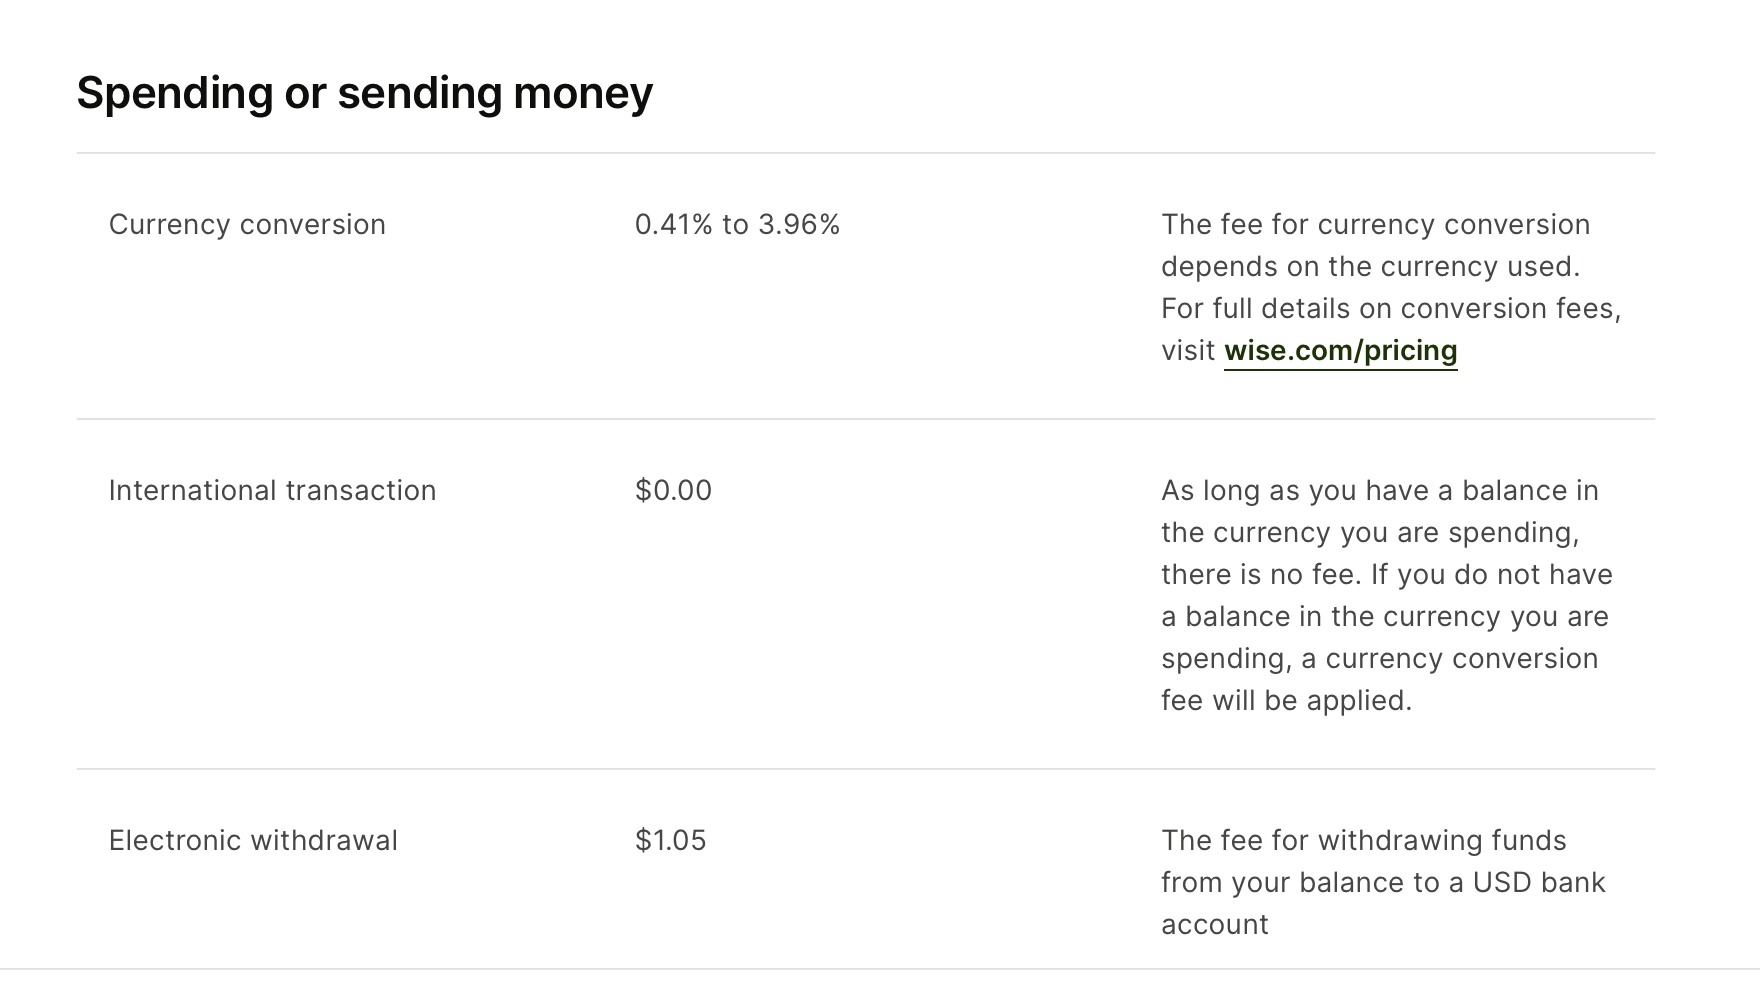 Spending or sending money
Currency conversion
0.41% to 3.96%
The fee for currency conversion
depends on the currency used.
For full details on conversion fees,
visit wise.com/pricing
International transaction
$0.00
As long as you have a balance in
the currency you are spending,
there is no fee. If you do not have
a balance in the currency you are
spending, a currency conversion
fee will be applied.
Electronic withdrawal
$1.05
The fee for withdrawing funds
from your balance to a USD bank
account